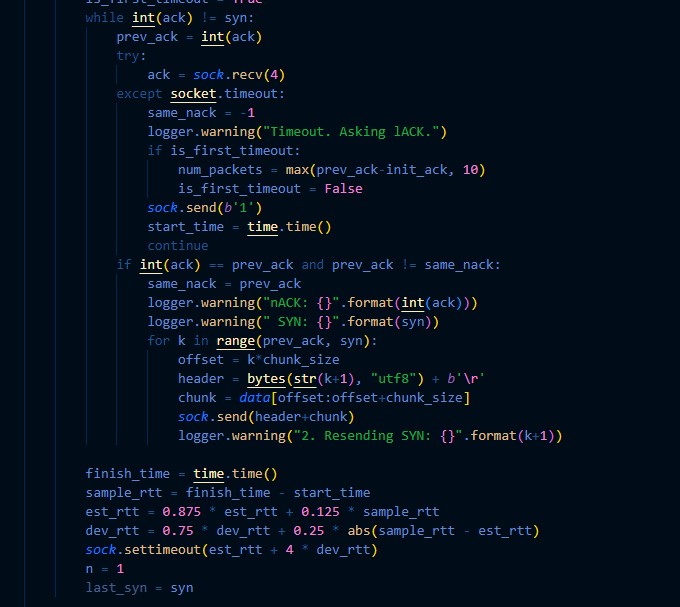 is_first_timeout = True
while int(ack) != syn:
    prev_ack = int(ack)
    try:
        ack = sock.recv(4)
    except socket.timeout:
        same_nack = -1
        logger.warning("Timeout. Asking lACK.")
        if is_first_timeout:
            num_packets = max(prev_ack-init_ack, 10)
            is_first_timeout = False
        sock.send(b'1')
        start_time = time.time()
        continue
    if int(ack) == prev_ack and prev_ack != same_nack:
        same_nack = prev_ack
        logger.warning("nACK: {}".format(int(ack)))
        logger.warning(" SYN: {}".format(syn))
        for k in range(prev_ack, syn):
            offset = k*chunk_size
            header = bytes(str(k+1), "utf8") + b'\r'
            chunk = data[offset:offset+chunk_size]
            sock.send(header+chunk)
            logger.warning("2. Resending SYN: {}".format(k+1))
finish_time = time.time()
sample_rtt = finish_time - start_time
est_rtt = 0.875 * est_rtt + 0.125 * sample_rtt
dev_rtt = 0.75 * dev_rtt + 0.25 * abs(sample_rtt - est_rtt)
sock.settimeout(est_rtt + 4 * dev_rtt)
n = 1
last_syn = syn